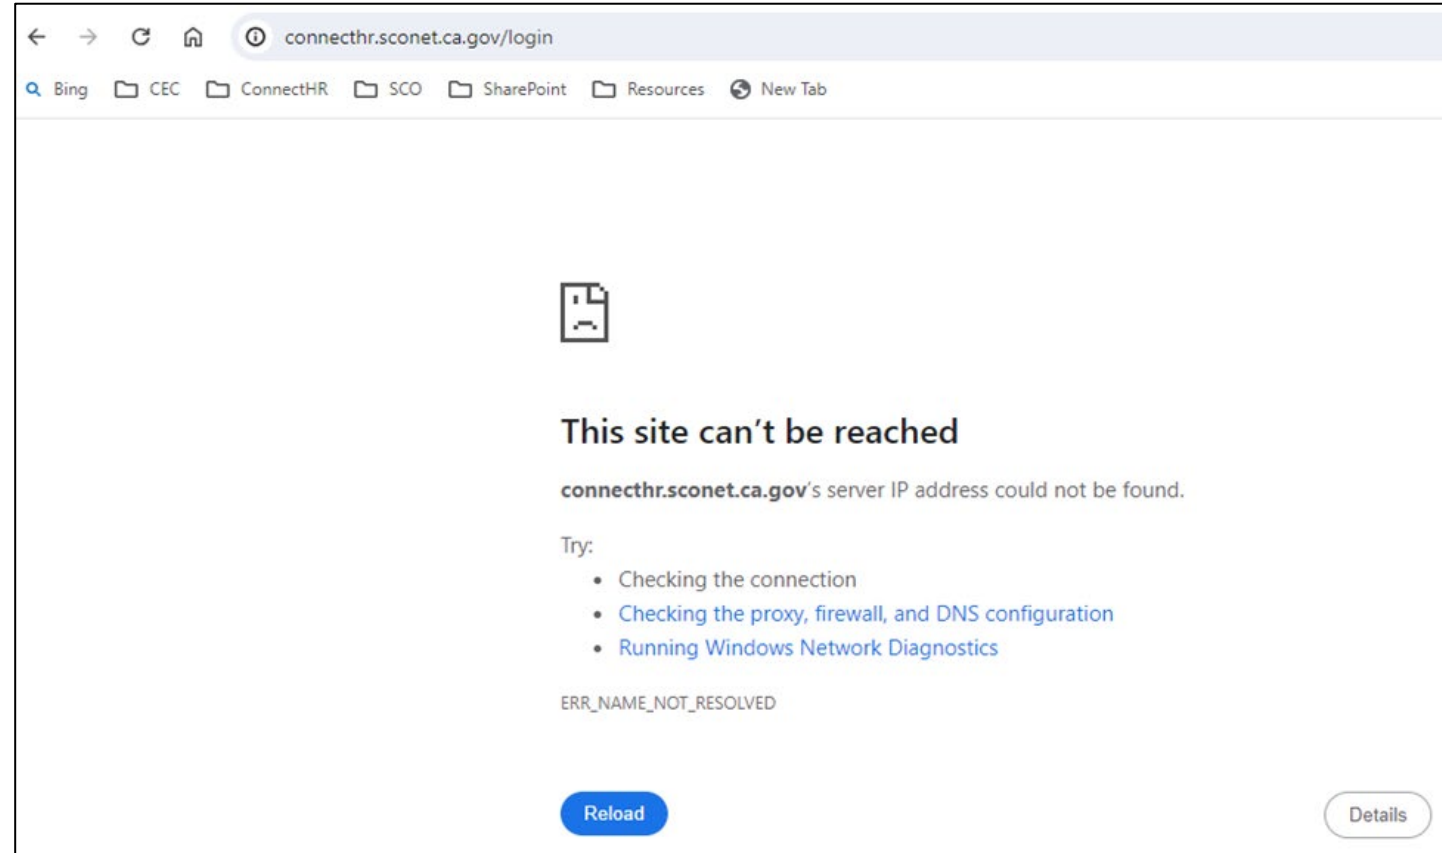 connecthr.sconet.ca.gov/login
Bing CEC ConnectHR SCO SharePoint Resources New Tab
This site can't be reached
connecthr.sconet.ca.gov's server IP address could not be found.
Try:
• Checking the connection
• Checking the proxy, firewall, and DNS configuration
• Running Windows Network Diagnostics
ERR_NAME_NOT_RESOLVED
Reload Details